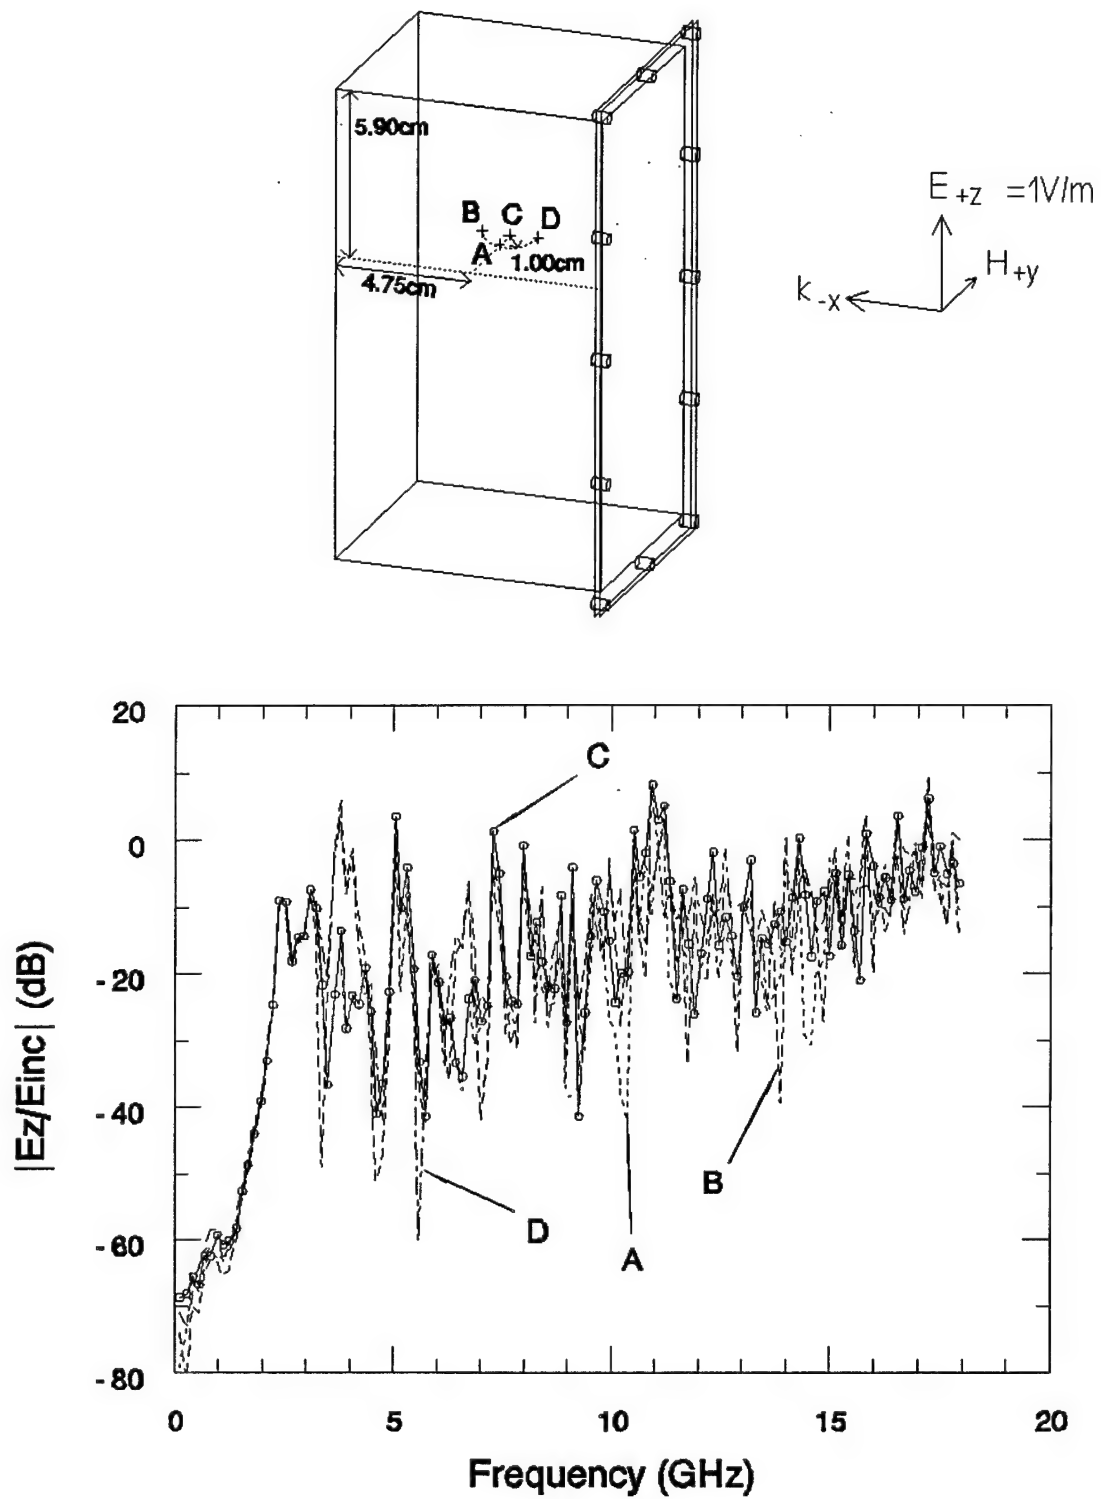 5.90cm
B C D
A
1.00cm
4.75cm
E+z =1V/m
H+y
k-x
20
0
-20
-40
-60
-80
|Ez/Einc| (dB)
C
B
D
A
0 5 10 15 20
Frequency (GHz)